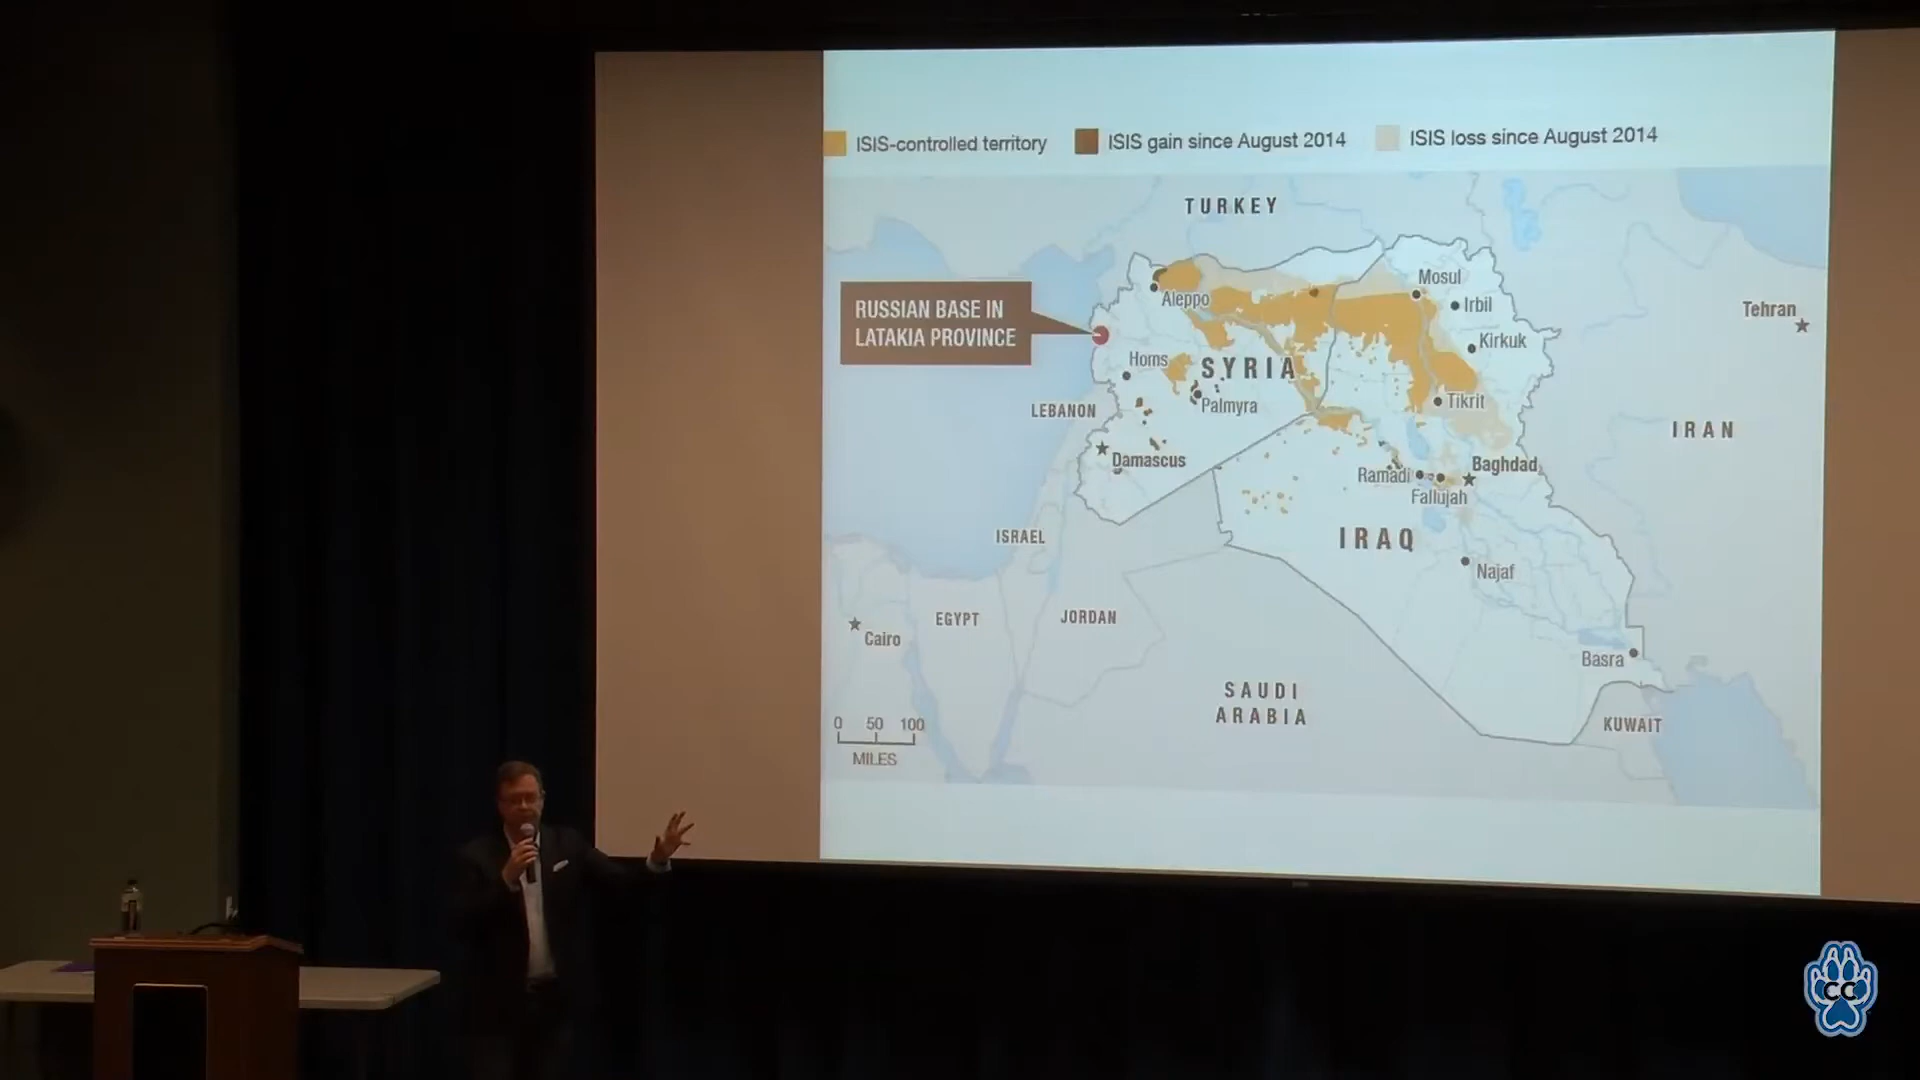 ISIS-controlled territory
ISIS gain since August 2014
ISIS loss since August 2014
TURKEY
Mosul
Aleppo
Irbil
RUSSIAN BASE IN
LATAKIA PROVINCE
Tehran
Kirkuk
Homs
SYRIA
Palmyra
Tikrit
LEBANON
IRAN
Damascus
Baghdad
Ramadi
Fallujah
ISRAEL
IRAQ
Najaf
EGYPT
JORDAN
Cairo
Basra
SAUDI
ARABIA
KUWAIT
0 50 100
MILES
CC